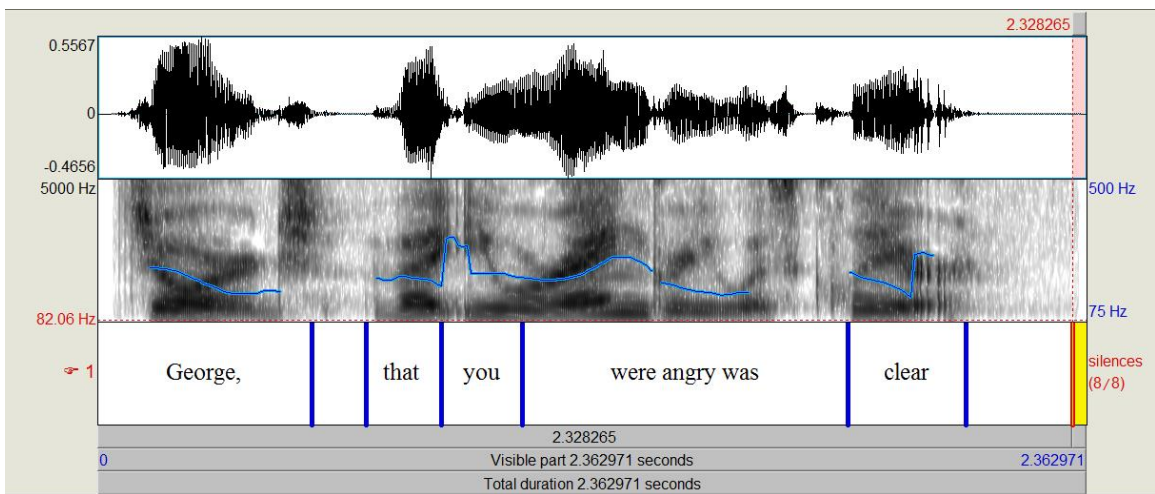 2.328265
0.5567
0
-0.4656
5000 Hz 500 Hz
82.06 Hz 75 Hz
☞ 1 George, that you were angry was clear silences
(8/8)
2.328265
0 Visible part 2.362971 seconds 2.362971
Total duration 2.362971 seconds